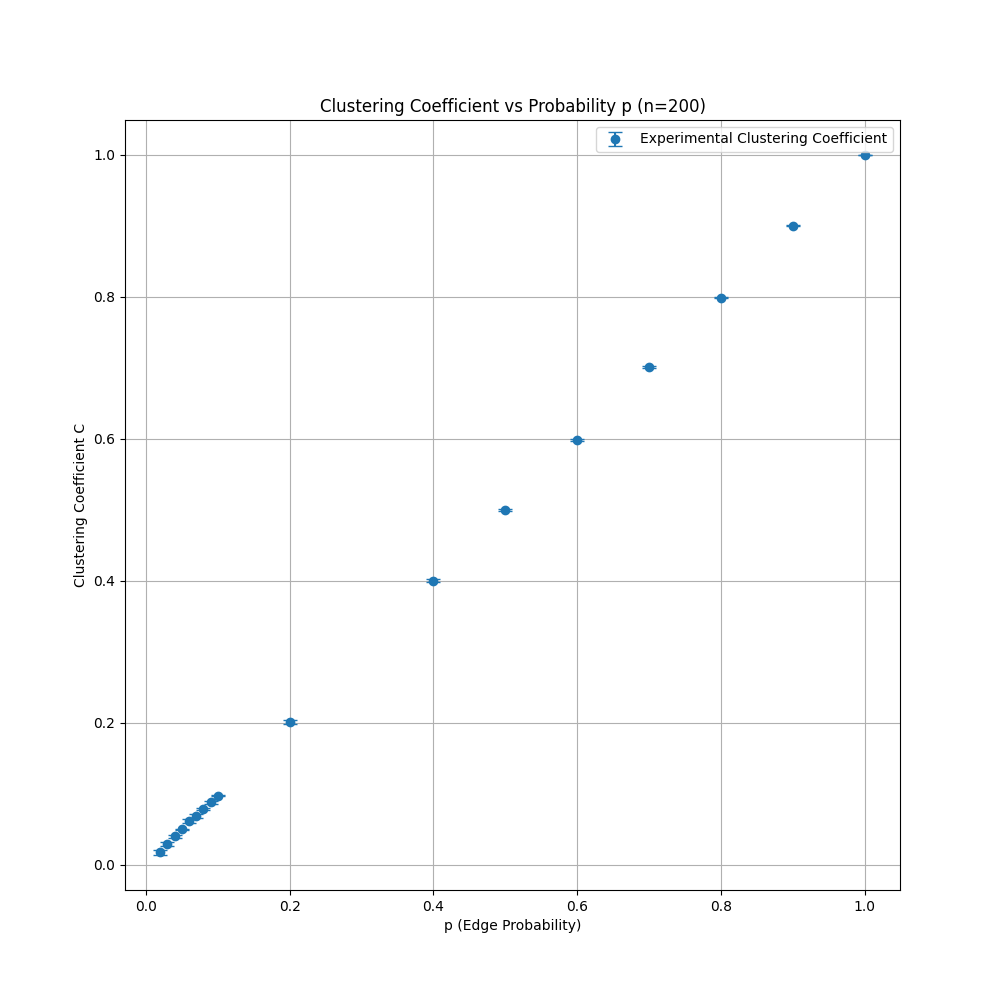 Clustering Coefficient vs Probability p (n=200)
Experimental Clustering Coefficient
1.0
0.8
0.6
0.4
0.2
0.0
Clustering Coefficient C
0.0 0.2 0.4 0.6 0.8 1.0
p (Edge Probability)